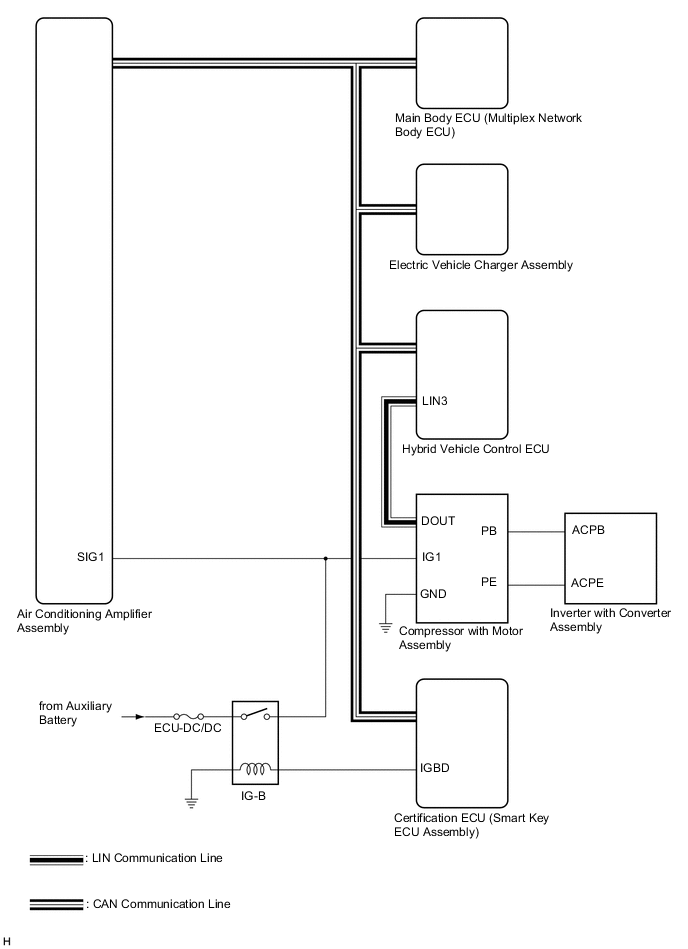 Main Body ECU (Multiplex Network
Body ECU)
Electric Vehicle Charger Assembly
LIN3
Hybrid Vehicle Control ECU
DOUT
PB
ACPB
SIG1
IG1
PE
ACPE
GND
Air Conditioning Amplifier
Assembly
Inverter with Converter
Assembly
Compressor with Motor
Assembly
from Auxiliary
Battery
ECU-DC/DC
IGBD
IG-B
Certification ECU (Smart Key
ECU Assembly)
: LIN Communication Line
: CAN Communication Line
H